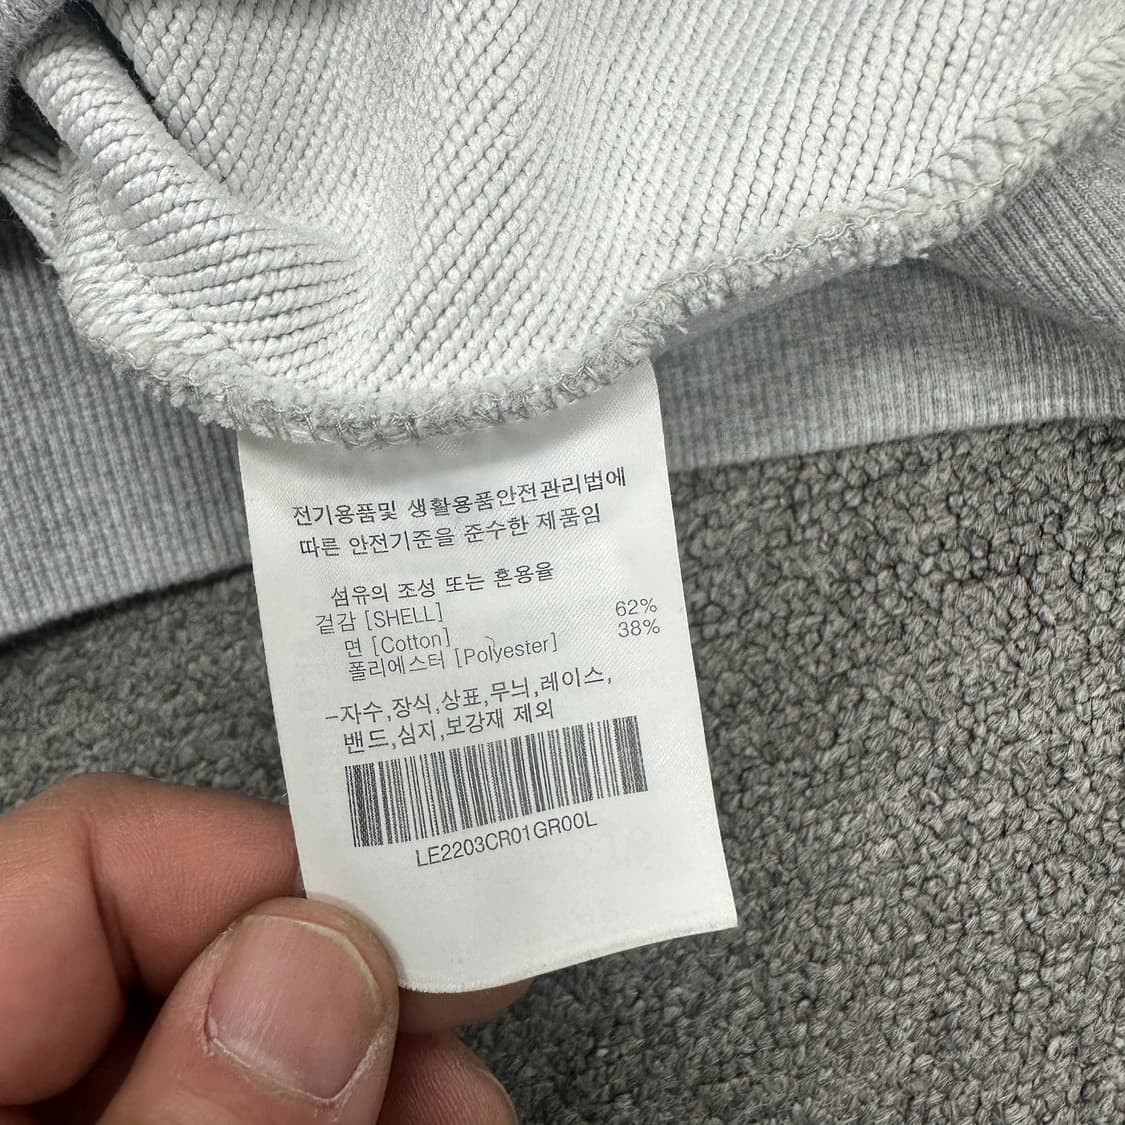 전기용품및 생활용품안전관리법에
따른 안전기준을 준수한 제품임
섬유의 조성 또는 혼용율
겉감 [SHELL]
면 [Cotton] 62%
폴리에스터 [Polyester] 38%
-자수,장식,상표,무늬,레이스,
밴드,심지,보강재 제외
LE2203CR01GR00L